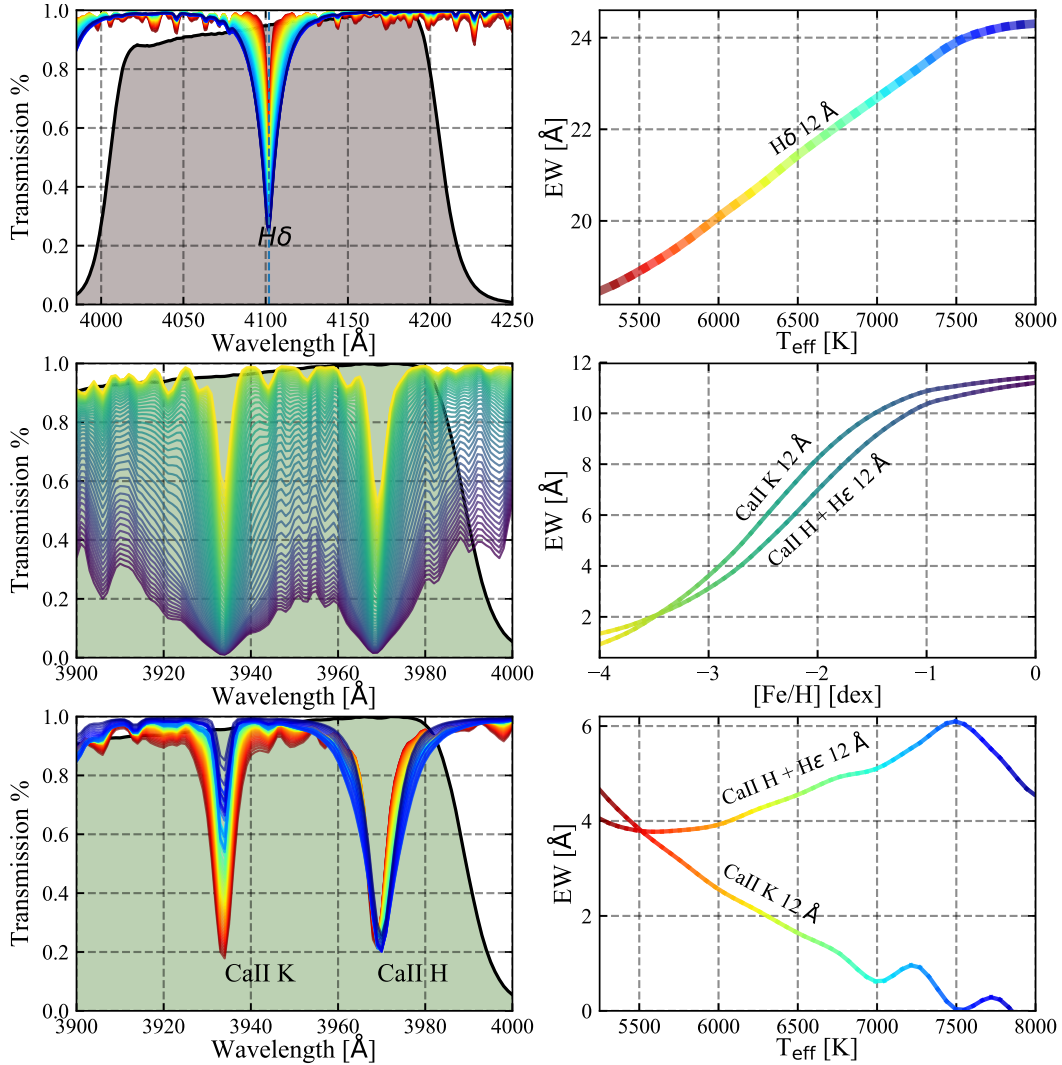 1.0
0.8
0.6
0.4
0.2
0.0
Transmission %
Hδ
4000 4050 4100 4150 4200 4250
Wavelength [Å]
24
22
20
EW [Å]
Hδ 12 Å
5500 6000 6500 7000 7500 8000
T_eff [K]
1.0
0.8
0.6
0.4
0.2
0.0
Transmission %
3900 3920 3940 3960 3980 4000
Wavelength [Å]
12
10
8
6
4
2
EW [Å]
CaII K 12 Å
CaII H + Hε 12 Å
−4 −3 −2 −1 0
[Fe/H] [dex]
1.0
0.8
0.6
0.4
0.2
0.0
Transmission %
CaII K CaII H
3900 3920 3940 3960 3980 4000
Wavelength [Å]
6
4
2
0
EW [Å]
CaII H + Hε 12 Å
CaII K 12 Å
5500 6000 6500 7000 7500 8000
T_eff [K]